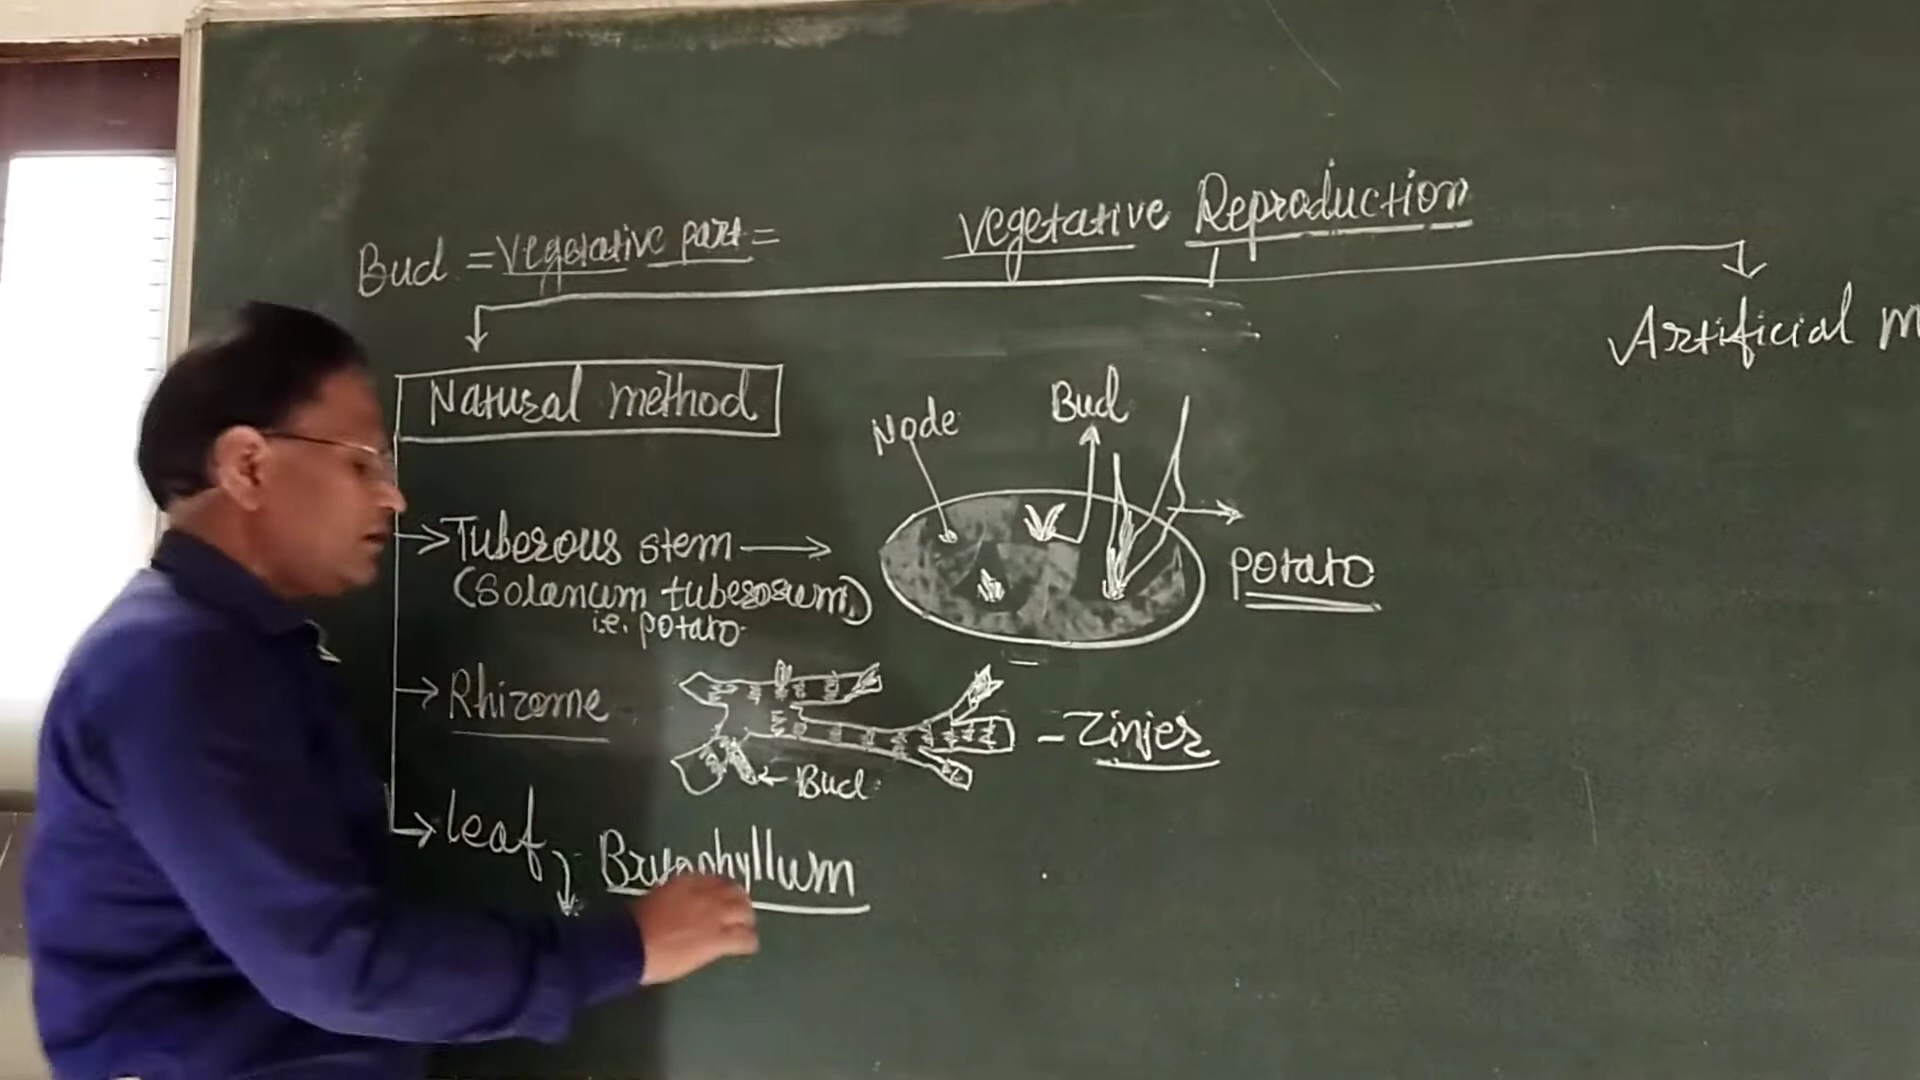 Vegetative Reproduction
Bud = Vegetative part =
Artificial m
Natural method
Node
Bud
Tuberous stem
(Solanum tuberosum)
i.e. potato
potato
Rhizome
Bud
- Zinjer
leaf